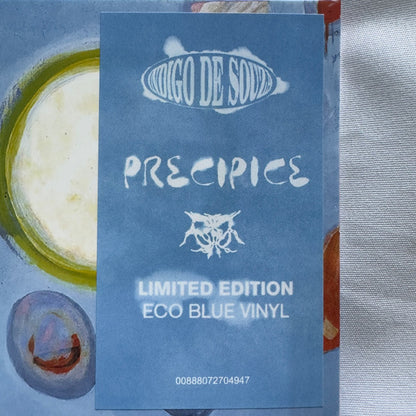 INDIGO DE SOUZA
PRECIPICE
LIMITED EDITION
ECO BLUE VINYL
00888072704947